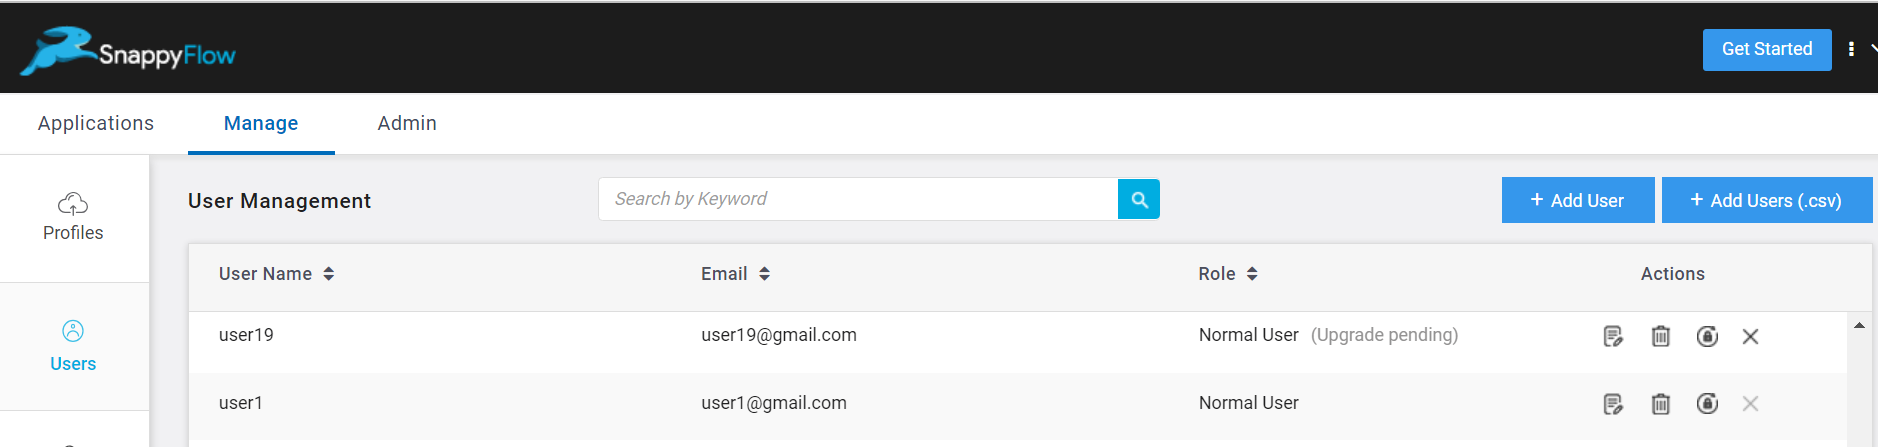 SnappyFlow
Get Started
Applications Manage Admin
Profiles
Users
User Management
Search by Keyword
+ Add User
+ Add Users (.csv)
User Name Email Role Actions
user19 user19@gmail.com Normal User (Upgrade pending)
user1 user1@gmail.com Normal User